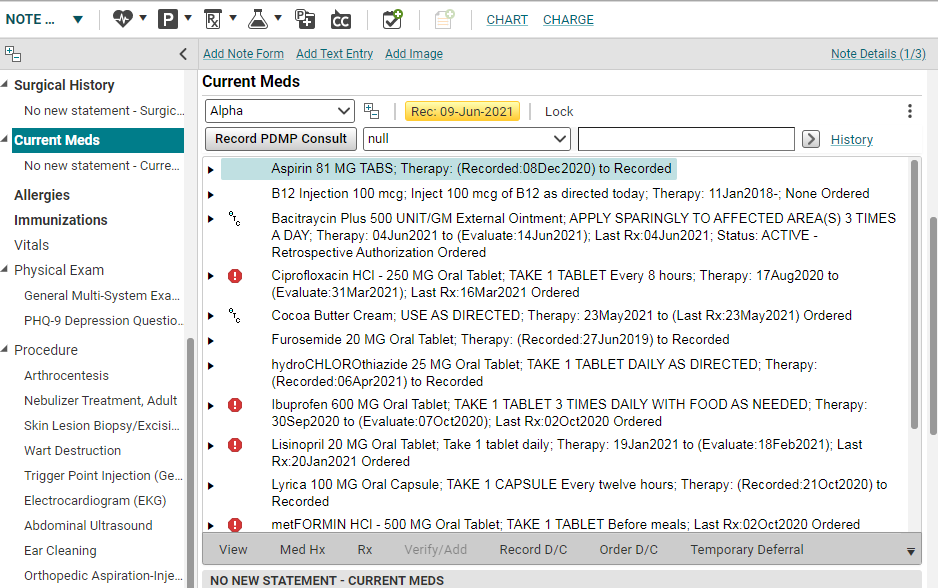 NOTE ...
P
Rx
P
CC
CHART
CHARGE
Add Note Form
Add Text Entry
Add Image
Note Details (1/3)
Surgical History
No new statement - Surgic...
Current Meds
No new statement - Curre...
Allergies
Immunizations
Vitals
Physical Exam
General Multi-System Exa...
PHQ-9 Depression Questio...
Procedure
Arthrocentesis
Nebulizer Treatment, Adult
Skin Lesion Biopsy/Excisi...
Wart Destruction
Trigger Point Injection (Ge...
Electrocardiogram (EKG)
Abdominal Ultrasound
Ear Cleaning
Orthopedic Aspiration-Inje...
Current Meds
Alpha
Rec: 09-Jun-2021
Lock
Record PDMP Consult
null
History
Aspirin 81 MG TABS; Therapy: (Recorded:08Dec2020) to Recorded
B12 Injection 100 mcg; Inject 100 mcg of B12 as directed today; Therapy: 11Jan2018-; None Ordered
OTC
Bacitraycin Plus 500 UNIT/GM External Ointment; APPLY SPARINGLY TO AFFECTED AREA(S) 3 TIMES
A DAY; Therapy: 04Jun2021 to (Evaluate:14Jun2021); Last Rx:04Jun2021; Status: ACTIVE -
Retrospective Authorization Ordered
Ciprofloxacin HCl - 250 MG Oral Tablet; TAKE 1 TABLET Every 8 hours; Therapy: 17Aug2020 to
(Evaluate:31Mar2021); Last Rx:16Mar2021 Ordered
OTC
Cocoa Butter Cream; USE AS DIRECTED; Therapy: 23May2021 to (Last Rx:23May2021) Ordered
Furosemide 20 MG Oral Tablet; Therapy: (Recorded:27Jun2019) to Recorded
hydroCHLOROthiazide 25 MG Oral Tablet; TAKE 1 TABLET DAILY AS DIRECTED; Therapy:
(Recorded:06Apr2021) to Recorded
Ibuprofen 600 MG Oral Tablet; TAKE 1 TABLET 3 TIMES DAILY WITH FOOD AS NEEDED; Therapy:
30Sep2020 to (Evaluate:07Oct2020); Last Rx:02Oct2020 Ordered
Lisinopril 20 MG Oral Tablet; Take 1 tablet daily; Therapy: 19Jan2021 to (Evaluate:18Feb2021); Last
Rx:20Jan2021 Ordered
Lyrica 100 MG Oral Capsule; TAKE 1 CAPSULE Every twelve hours; Therapy: (Recorded:21Oct2020) to
Recorded
metFORMIN HCl - 500 MG Oral Tablet; TAKE 1 TABLET Before meals; Last Rx:02Oct2020 Ordered
View
Med Hx
Rx
Verify/Add
Record D/C
Order D/C
Temporary Deferral
NO NEW STATEMENT - CURRENT MEDS